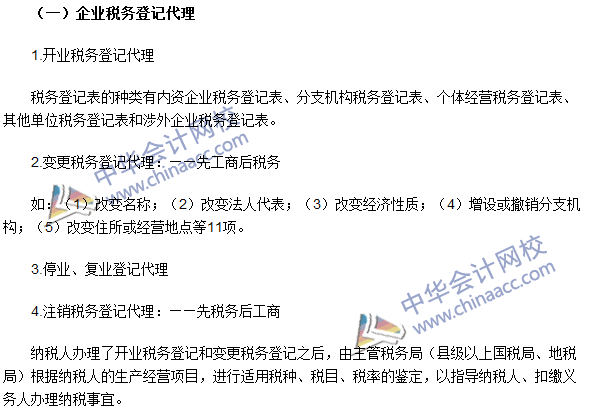 （一）企业税务登记代理
1.开业税务登记代理
税务登记表的种类有内资企业税务登记表、分支机构税务登记表、个体经营税务登记表、
其他单位税务登记表和涉外企业税务登记表。
2.变更税务登记代理：——先工商后税务
如：（1）改变名称；（2）改变法人代表；（3）改变经济性质；（4）增设或撤销分支机
构；（5）改变住所或经营地点等11项。
3.停业、复业登记代理
4.注销税务登记代理：——先税务后工商
纳税人办理了开业税务登记和变更税务登记之后，由主管税务局（县级以上国税局、地税
局）根据纳税人的生产经营项目，进行适用税种、税目、税率的鉴定，以指导纳税人、扣缴义
务人办理纳税事宜。
中华会计网校
www.chinaacc.com
中华会计网校
www.chinaacc.com